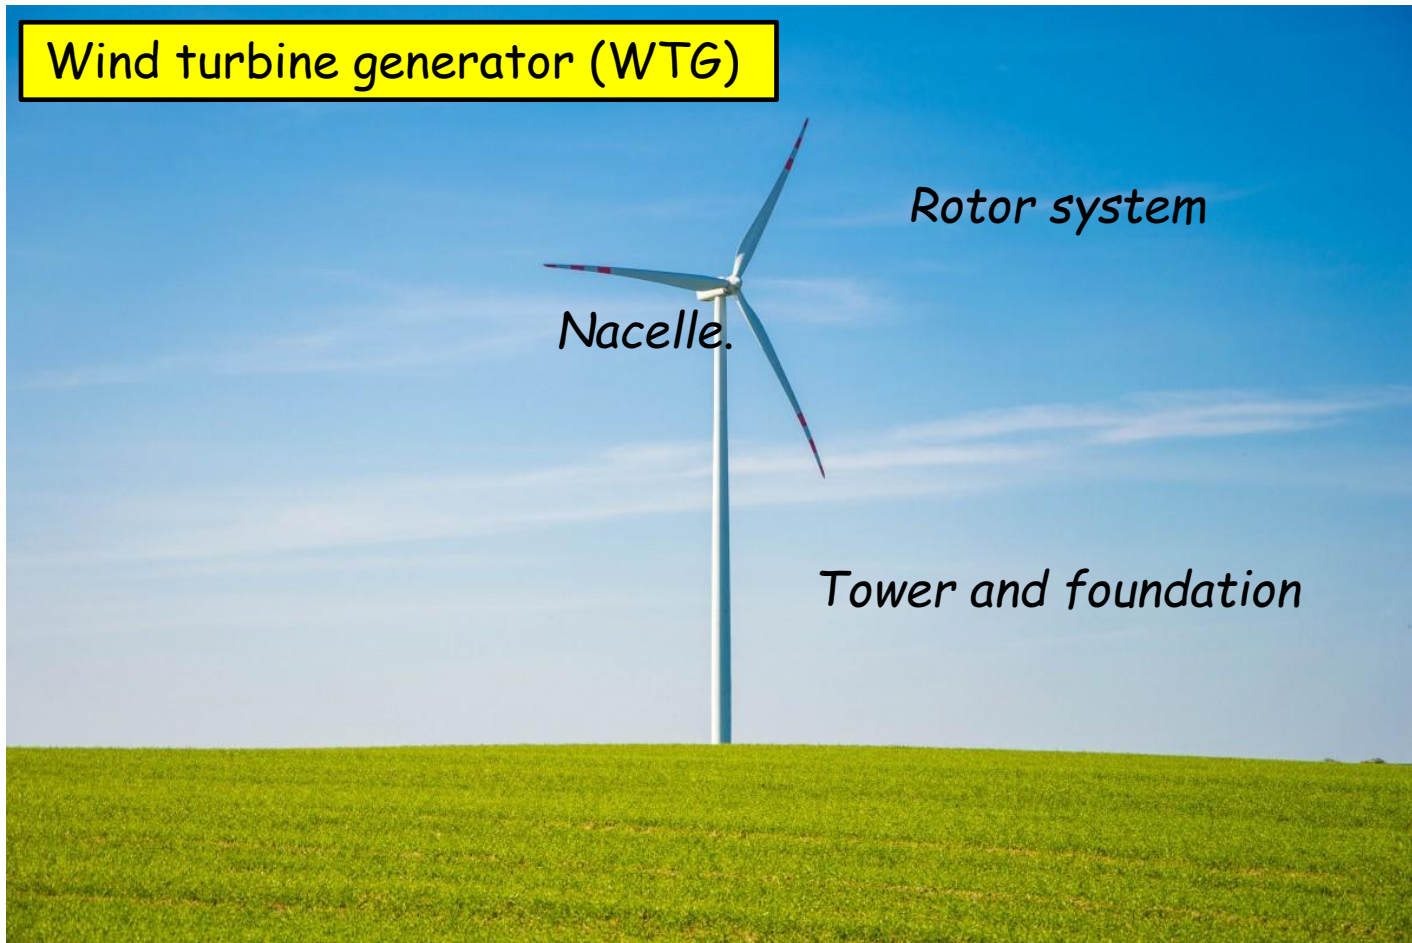 Wind turbine generator (WTG)
Rotor system
Nacelle.
Tower and foundation